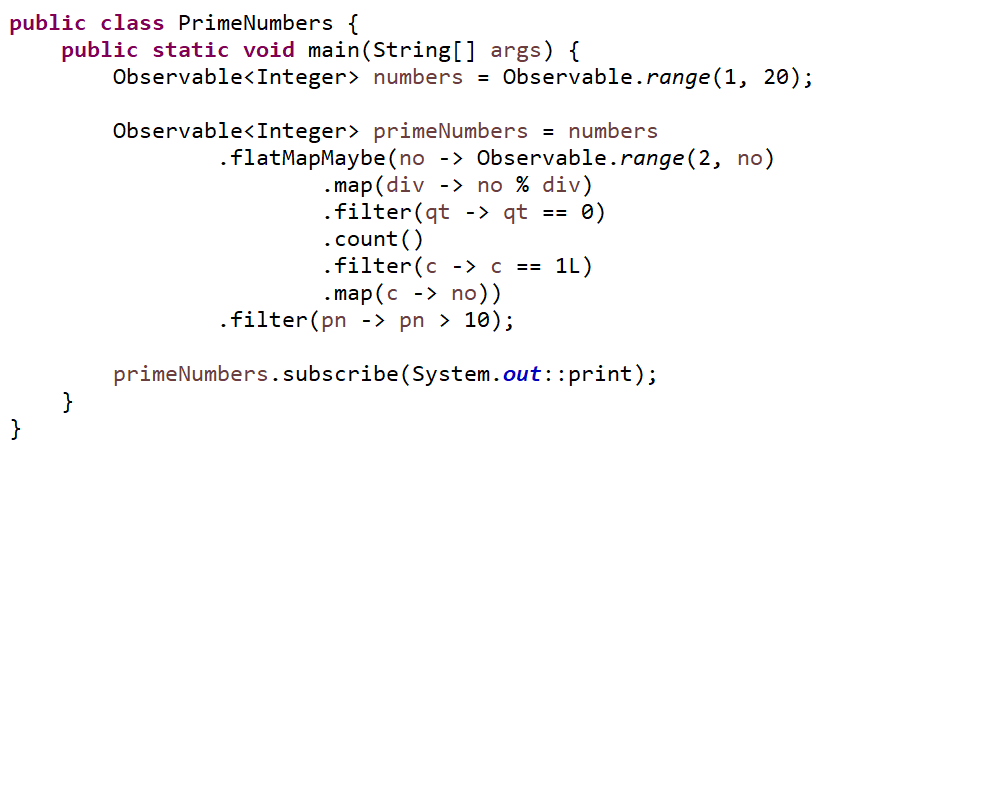 public class PrimeNumbers {
    public static void main(String[] args) {
        Observable<Integer> numbers = Observable.range(1, 20);

        Observable<Integer> primeNumbers = numbers
                .flatMapMaybe(no -> Observable.range(2, no)
                        .map(div -> no % div)
                        .filter(qt -> qt == 0)
                        .count()
                        .filter(c -> c == 1L)
                        .map(c -> no))
                .filter(pn -> pn > 10);

        primeNumbers.subscribe(System.out::print);
    }
}